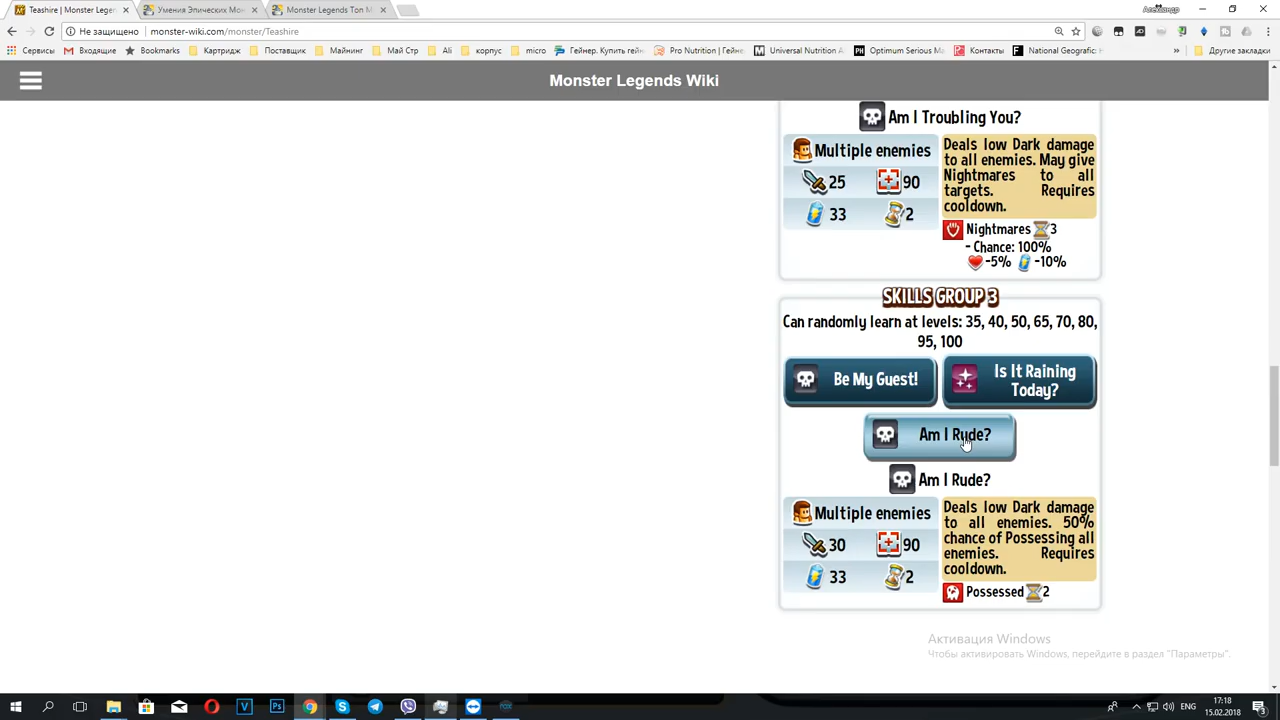 Teashire | Monster Leger
Умения Эпических Мон
Monster Legends Топ М
Александр
Не защищено
monster-wiki.com/monster/Teashire
Сервисы
Входящие
Bookmarks
Картридж
Поставщик
Майнинг
Май Стр
Ali
корпус
micro
Гейнер. Купить гейн
Pro Nutrition | Гейне
Universal Nutrition A
Optimum Serious Ma
Контакты
National Geografic: Н
Другие закладки
Monster Legends Wiki
Am I Troubling You?
Multiple enemies
25
90
33
2
Deals low Dark damage
to all enemies. May give
Nightmares to all
targets. Requires
cooldown.
Nightmares 3
- Chance: 100%
-5% -10%
SKILLS GROUP 3
Can randomly learn at levels: 35, 40, 50, 65, 70, 80,
95, 100
Be My Guest!
Is It Raining
Today?
Am I Rude?
Am I Rude?
Multiple enemies
30
90
33
2
Deals low Dark damage
to all enemies. 50%
chance of Possessing all
enemies. Requires
cooldown.
Possessed 2
Активация Windows
Чтобы активировать Windows, перейдите в раздел "Параметры".
ENG
17:18
15.02.2018
3